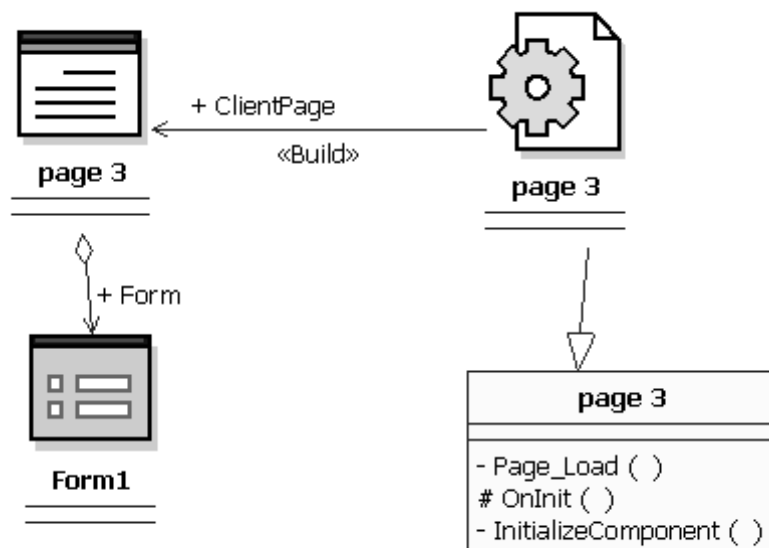 + ClientPage
«Build»
page 3
page 3
+ Form
Form1
page 3
- Page_Load ( )
# OnInit ( )
- InitializeComponent ( )